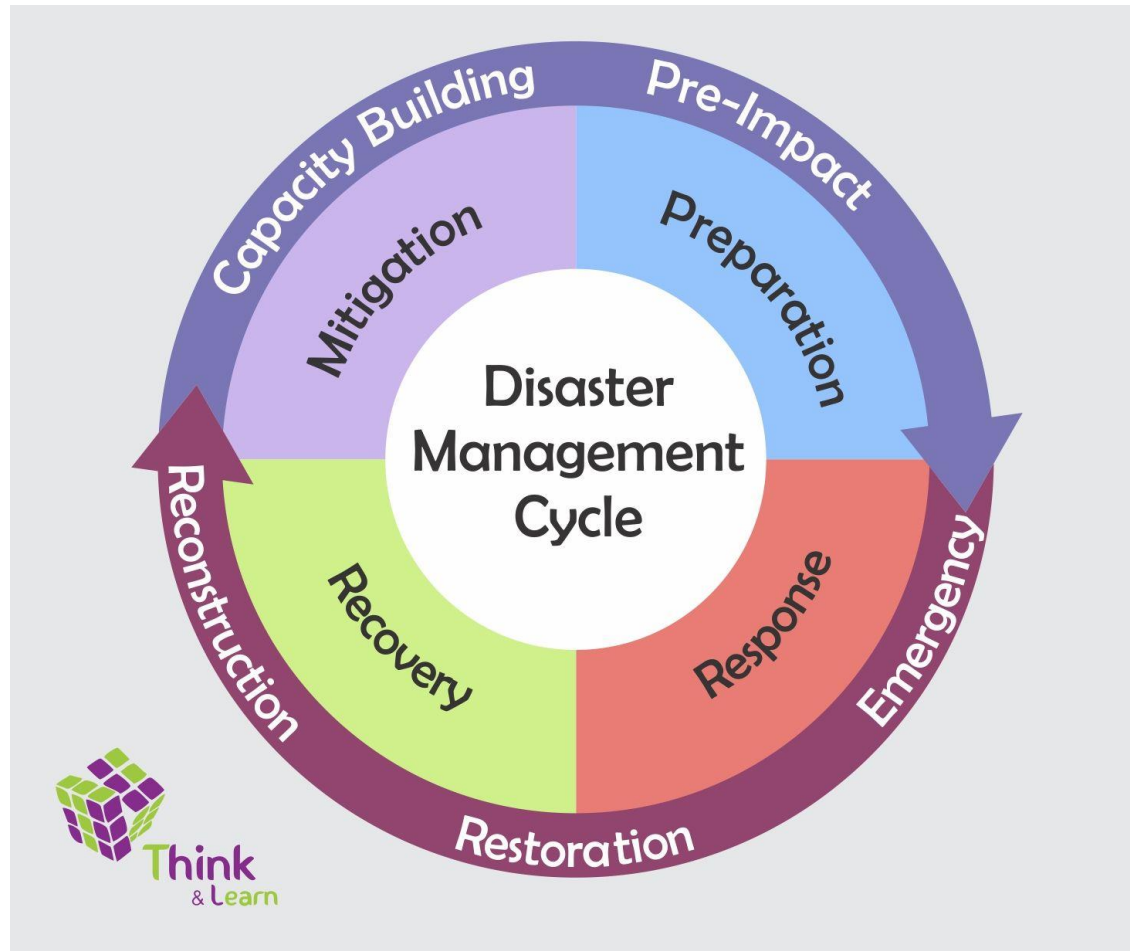 Capacity Building
Pre-Impact
Mitigation
Preparation
Disaster
Management
Cycle
Reconstruction
Emergency
Recovery
Response
Restoration
Think
& Learn